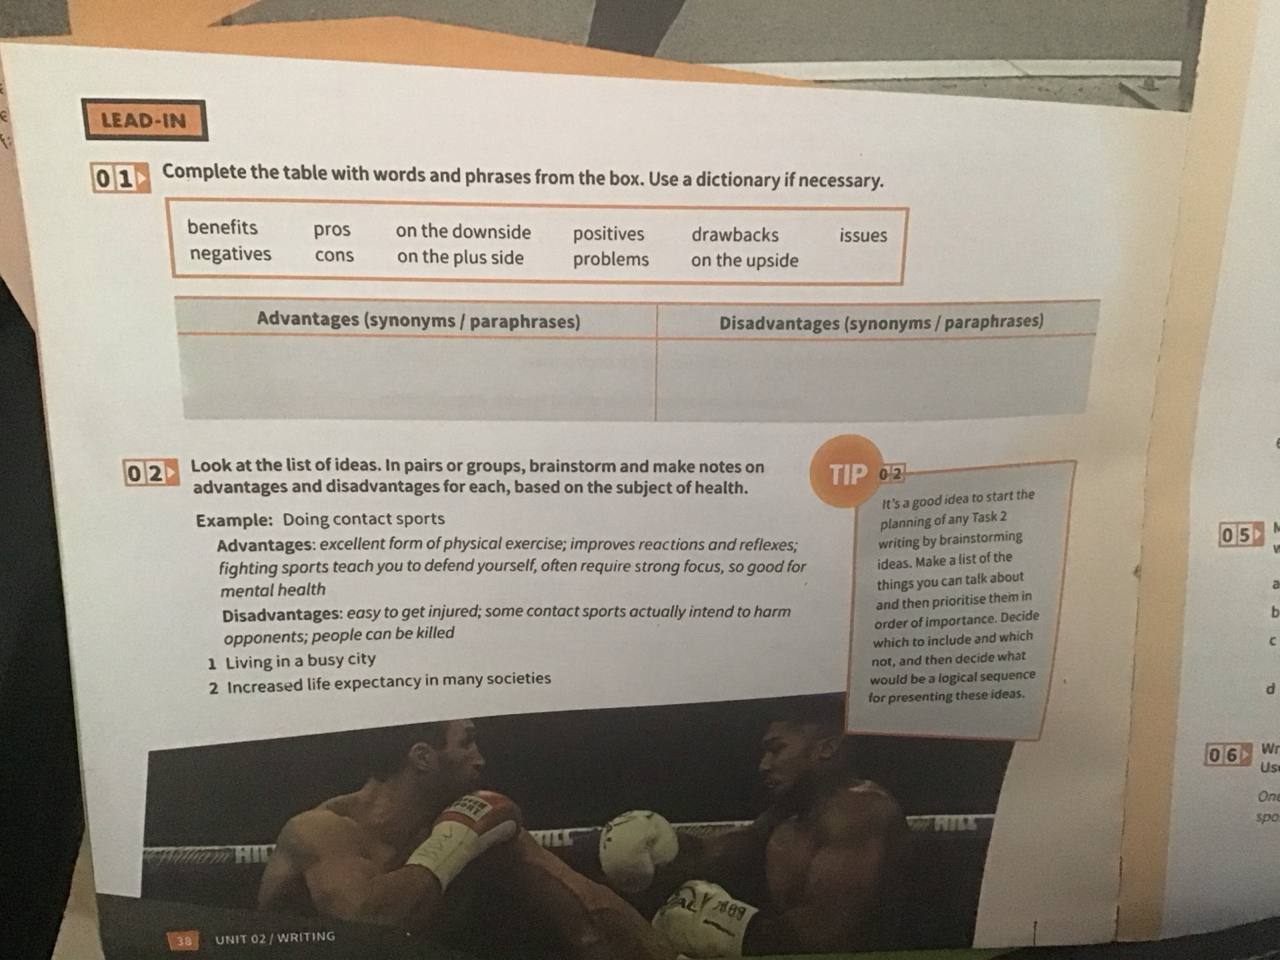 LEAD-IN
01 Complete the table with words and phrases from the box. Use a dictionary if necessary.
benefits pros on the downside positives drawbacks issues
negatives cons on the plus side problems on the upside
Advantages (synonyms / paraphrases) Disadvantages (synonyms / paraphrases)
02 Look at the list of ideas. In pairs or groups, brainstorm and make notes on
advantages and disadvantages for each, based on the subject of health.
Example: Doing contact sports
Advantages: excellent form of physical exercise; improves reactions and reflexes;
fighting sports teach you to defend yourself, often require strong focus, so good for
mental health
Disadvantages: easy to get injured; some contact sports actually intend to harm
opponents; people can be killed
1 Living in a busy city
2 Increased life expectancy in many societies
TIP 02
It's a good idea to start the
planning of any Task 2
writing by brainstorming
ideas. Make a list of the
things you can talk about
and then prioritise them in
order of importance. Decide
which to include and which
not, and then decide what
would be a logical sequence
for presenting these ideas.
William HILL
HILL
38 UNIT 02 / WRITING
05
a
b
c
d
06 Wr
Us
On
spo